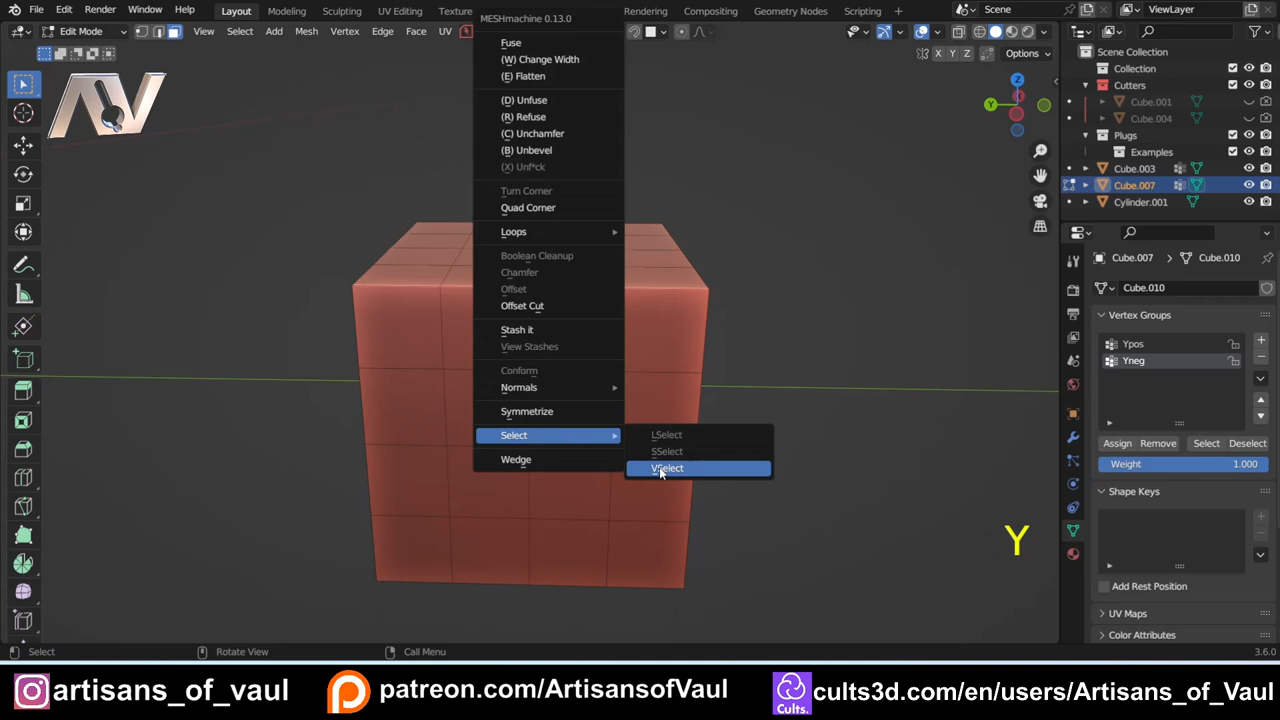 File Edit Render Window Help Layout Modeling Sculpting UV Editing Texture Rendering Compositing Geometry Nodes Scripting Scene ViewLayer
Edit Mode View Select Add Mesh Vertex Edge Face UV
X Y Z Options
AV
MESHmachine 0.13.0
Fuse
(W) Change Width
(E) Flatten
(D) Unfuse
(R) Refuse
(C) Unchamfer
(B) Unbevel
(X) Unf*ck
Turn Corner
Quad Corner
Loops
Boolean Cleanup
Chamfer
Offset
Offset Cut
Stash it
View Stashes
Conform
Normals
Symmetrize
Select
Wedge
LSelect
SSelect
VSelect
Z
Y
Y
Scene Collection
Collection
Cutters
Cube.001
Cube.004
Plugs
Examples
Cube.003
Cube.007
Cylinder.001
Cube.007 Cube.010
Cube.010
Vertex Groups
Ypos
Yneg
Assign Remove Select Deselect
Weight 1.000
Shape Keys
Add Rest Position
UV Maps
Color Attributes
Select Rotate View Call Menu 3.6.0
artisans_of_vaul patreon.com/ArtisansofVaul Cults. cults3d.com/en/users/Artisans_of_Vaul